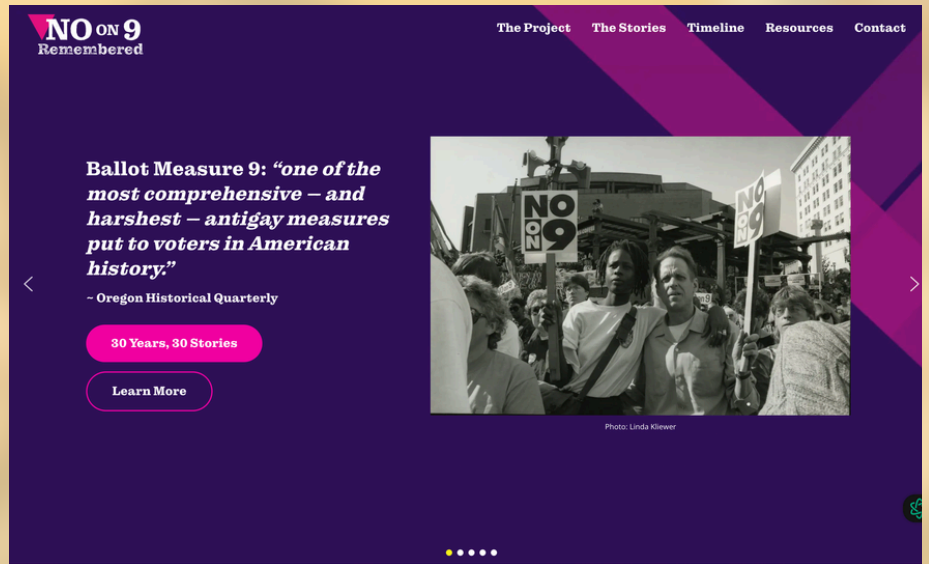 NO ON 9
Remembered
The Project
The Stories
Timeline
Resources
Contact
Ballot Measure 9: “one of the
most comprehensive – and
harshest – antigay measures
put to voters in American
history.”
~ Oregon Historical Quarterly
30 Years, 30 Stories
Learn More
NO
ON 9
NO
ON 9
Photo: Linda Kliewer